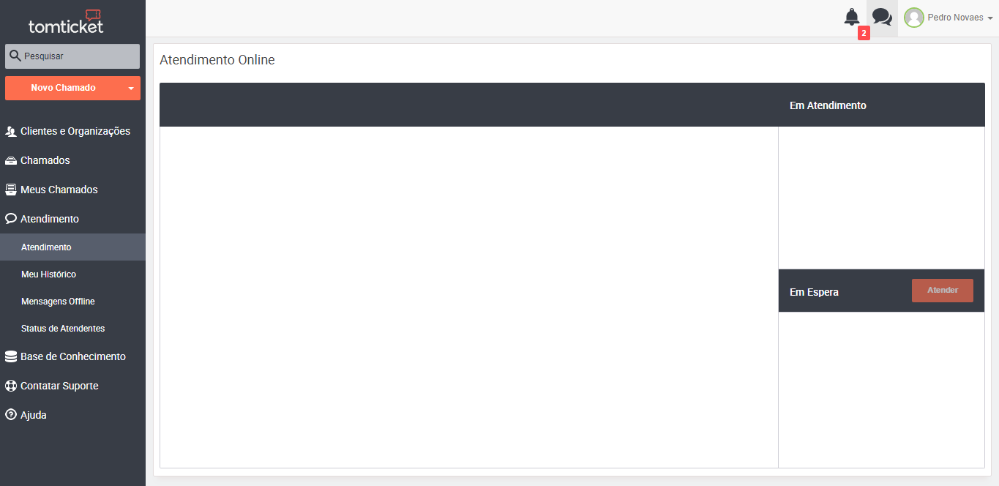 tomticket
Pesquisar
Novo Chamado
Clientes e Organizações
Chamados
Meus Chamados
Atendimento
Atendimento
Meu Histórico
Mensagens Offline
Status de Atendentes
Base de Conhecimento
Contatar Suporte
Ajuda
2
Pedro Novaes
Atendimento Online
Em Atendimento
Em Espera
Atender